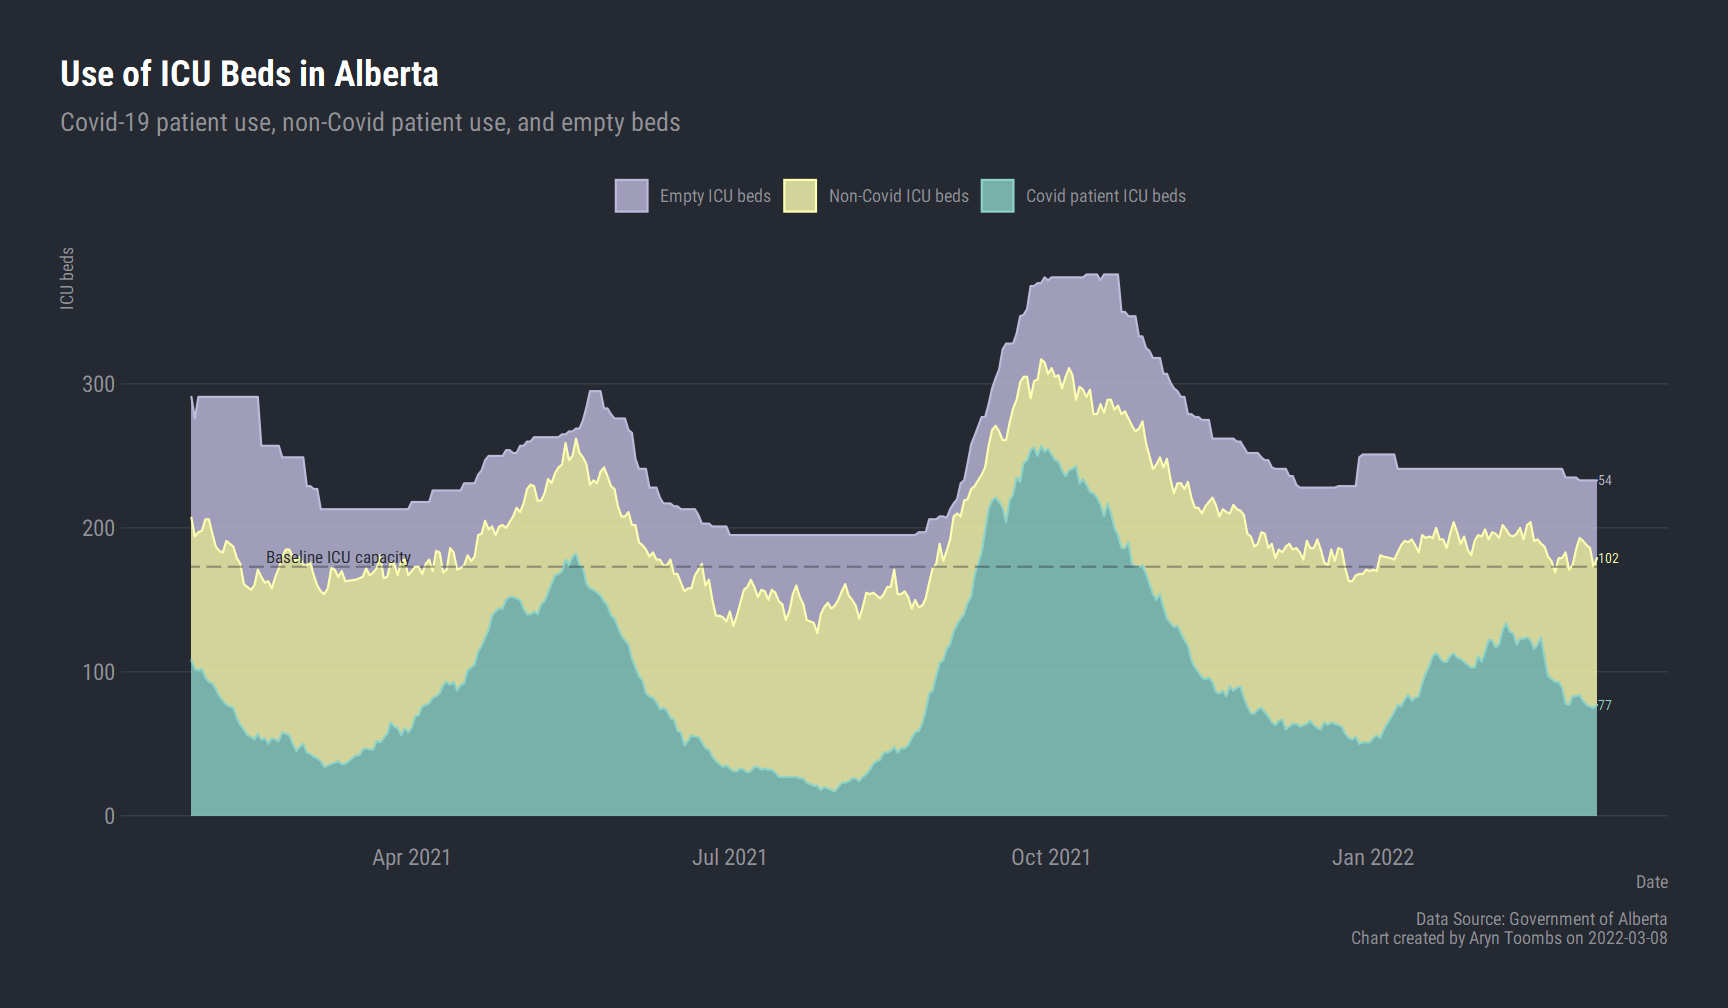 Use of ICU Beds in Alberta
Covid-19 patient use, non-Covid patient use, and empty beds
Empty ICU beds
Non-Covid ICU beds
Covid patient ICU beds
ICU beds
300
200
100
0
Baseline ICU capacity
54
102
77
Apr 2021
Jul 2021
Oct 2021
Jan 2022
Date
Data Source: Government of Alberta
Chart created by Aryn Toombs on 2022-03-08